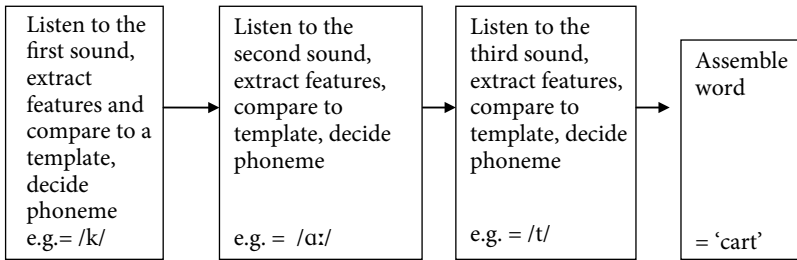 Listen to the
first sound,
extract
features and
compare to a
template,
decide
phoneme
e.g.= /k/
Listen to the
second sound,
extract features,
compare to
template, decide
phoneme
e.g. = /ɑː/
Listen to the
third sound,
extract features,
compare to
template, decide
phoneme
e.g. = /t/
Assemble
word
= ‘cart’